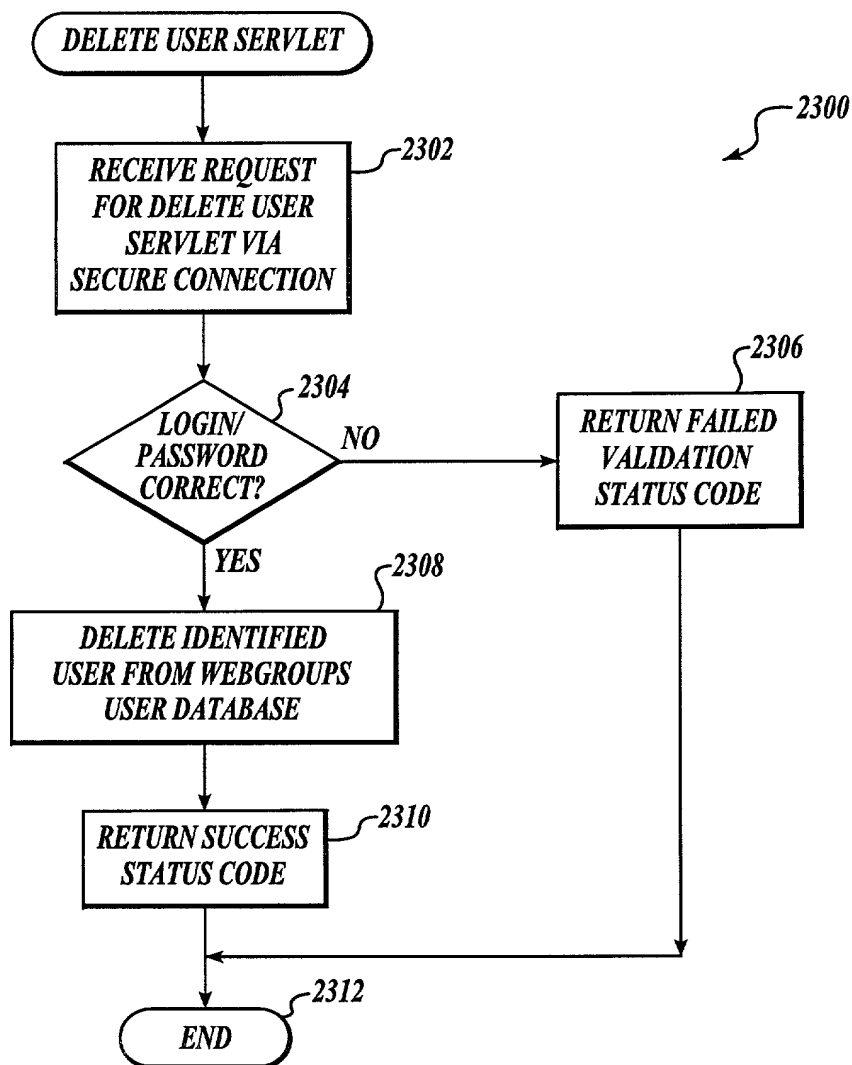 DELETE USER SERVLET
2300
2302
RECEIVE REQUEST
FOR DELETE USER
SERVLET VIA
SECURE CONNECTION
2304
LOGIN/
PASSWORD
CORRECT?
NO
2306
RETURN FAILED
VALIDATION
STATUS CODE
YES
2308
DELETE IDENTIFIED
USER FROM WEBGROUPS
USER DATABASE
2310
RETURN SUCCESS
STATUS CODE
2312
END